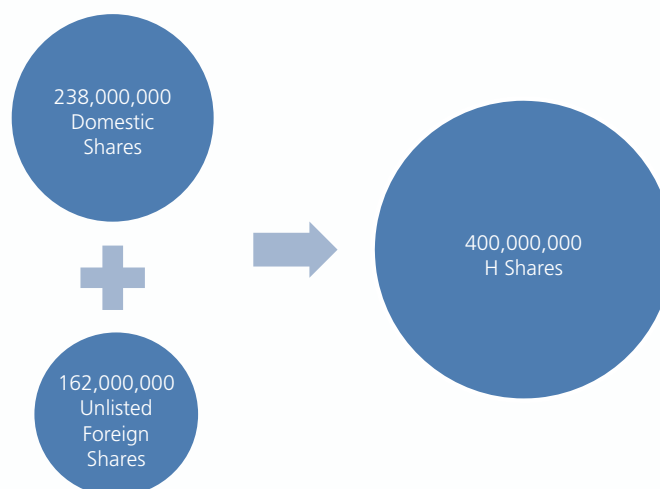 238,000,000
Domestic
Shares
162,000,000
Unlisted
Foreign
Shares
400,000,000
H Shares